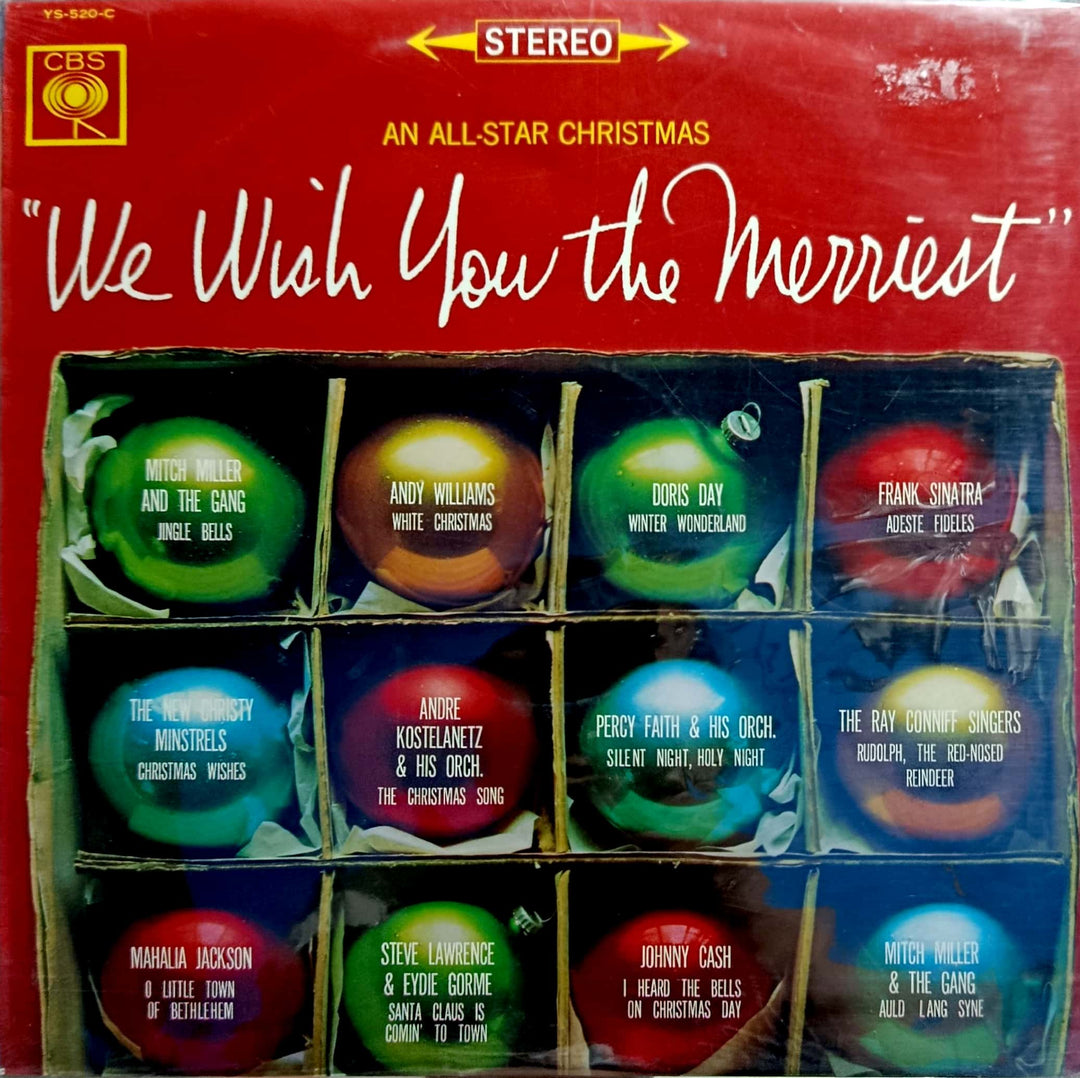 YS-520-C
STEREO
CBS
AN ALL-STAR CHRISTMAS
"We Wish You the Merriest"
MITCH MILLER
AND THE GANG
JINGLE BELLS
ANDY WILLIAMS
WHITE CHRISTMAS
DORIS DAY
WINTER WONDERLAND
FRANK SINATRA
ADESTE FIDELES
THE NEW CHRISTY
MINSTRELS
CHRISTMAS WISHES
ANDRE
KOSTELANETZ
& HIS ORCH.
THE CHRISTMAS SONG
PERCY FAITH & HIS ORCH.
SILENT NIGHT, HOLY NIGHT
THE RAY CONNIFF SINGERS
RUDOLPH, THE RED-NOSED
REINDEER
MAHALIA JACKSON
O LITTLE TOWN
OF BETHLEHEM
STEVE LAWRENCE
& EYDIE GORME
SANTA CLAUS IS
COMIN' TO TOWN
JOHNNY CASH
I HEARD THE BELLS
ON CHRISTMAS DAY
MITCH MILLER
& THE GANG
AULD LANG SYNE